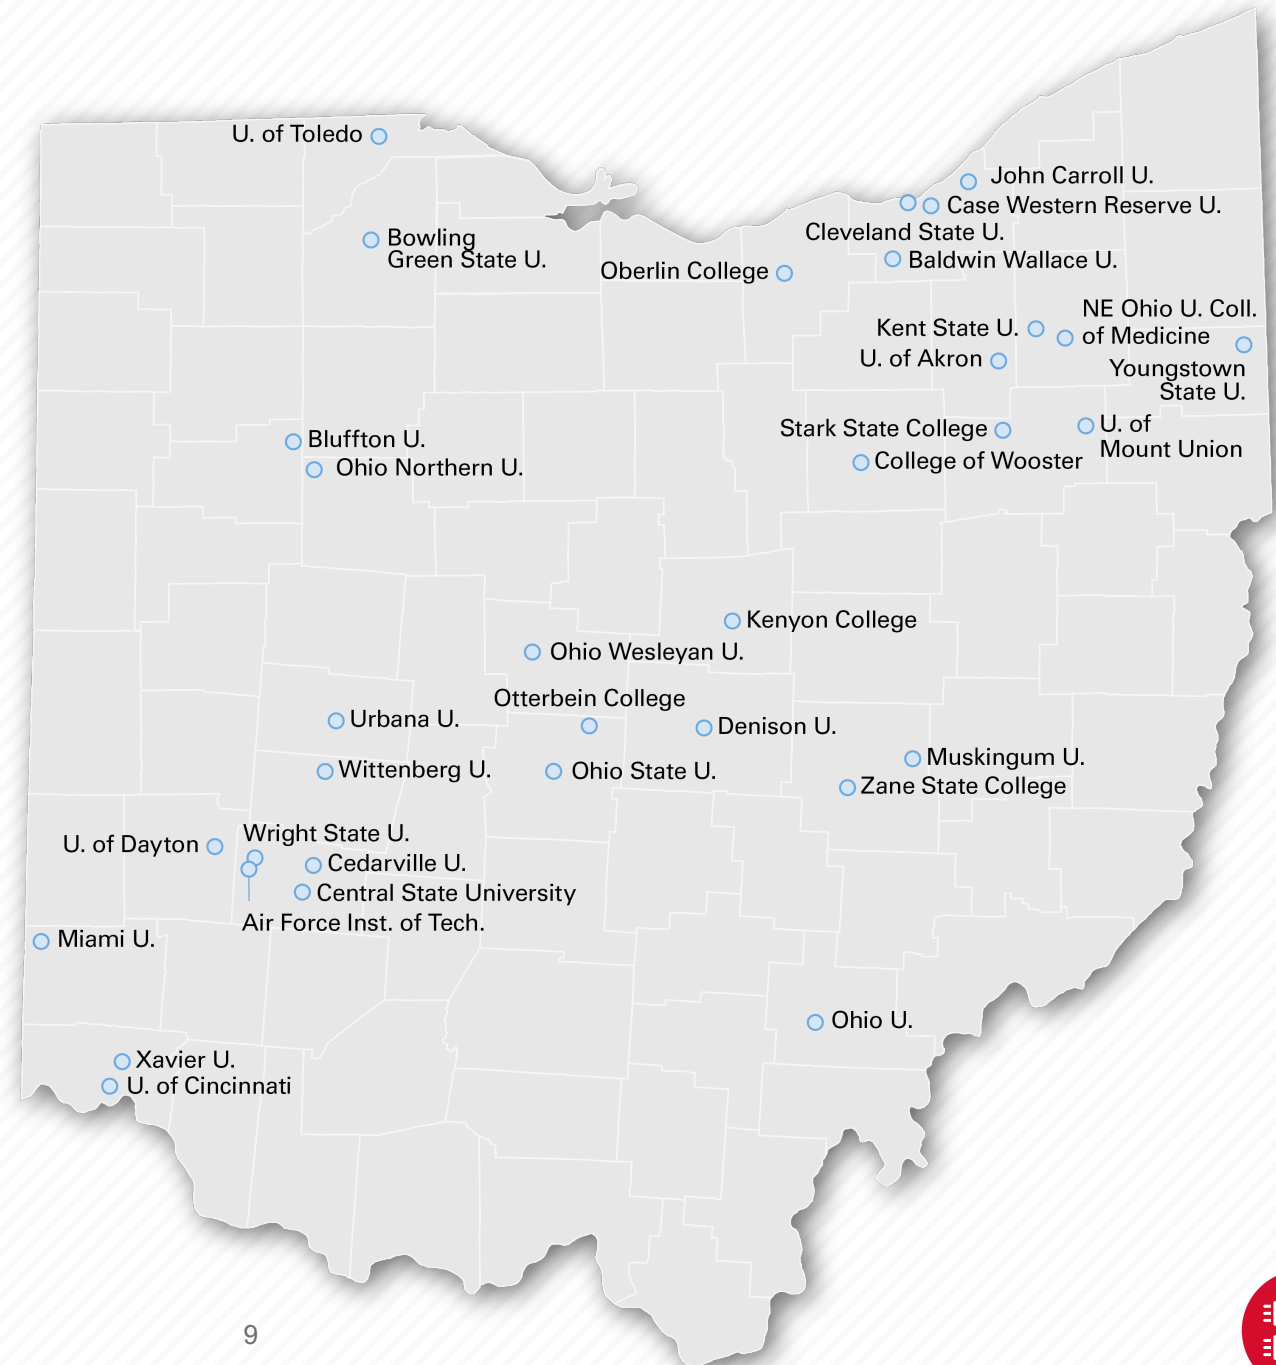 U. of Toledo
John Carroll U.
Case Western Reserve U.
Cleveland State U.
Bowling
Green State U.
Baldwin Wallace U.
Oberlin College
NE Ohio U. Coll.
of Medicine
Kent State U.
U. of Akron
Youngstown
State U.
Stark State College
U. of
Mount Union
Bluffton U.
College of Wooster
Ohio Northern U.
Kenyon College
Ohio Wesleyan U.
Otterbein College
Urbana U.
Denison U.
Muskingum U.
Wittenberg U.
Ohio State U.
Zane State College
Wright State U.
U. of Dayton
Cedarville U.
Central State University
Air Force Inst. of Tech.
Miami U.
Ohio U.
Xavier U.
U. of Cincinnati
9